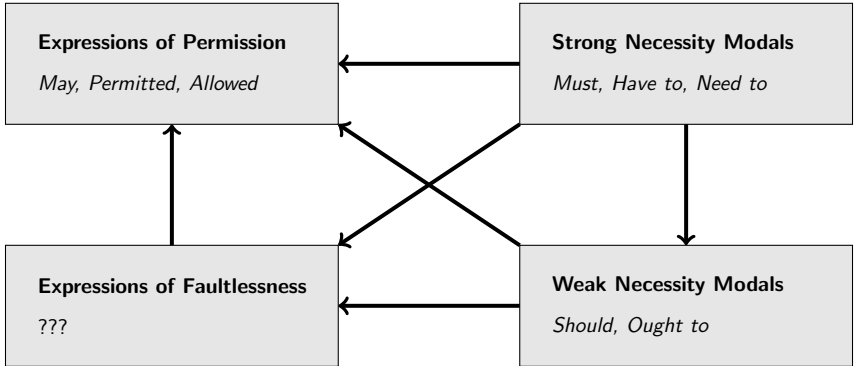 Expressions of Permission
May, Permitted, Allowed
Strong Necessity Modals
Must, Have to, Need to
Expressions of Faultlessness
???
Weak Necessity Modals
Should, Ought to